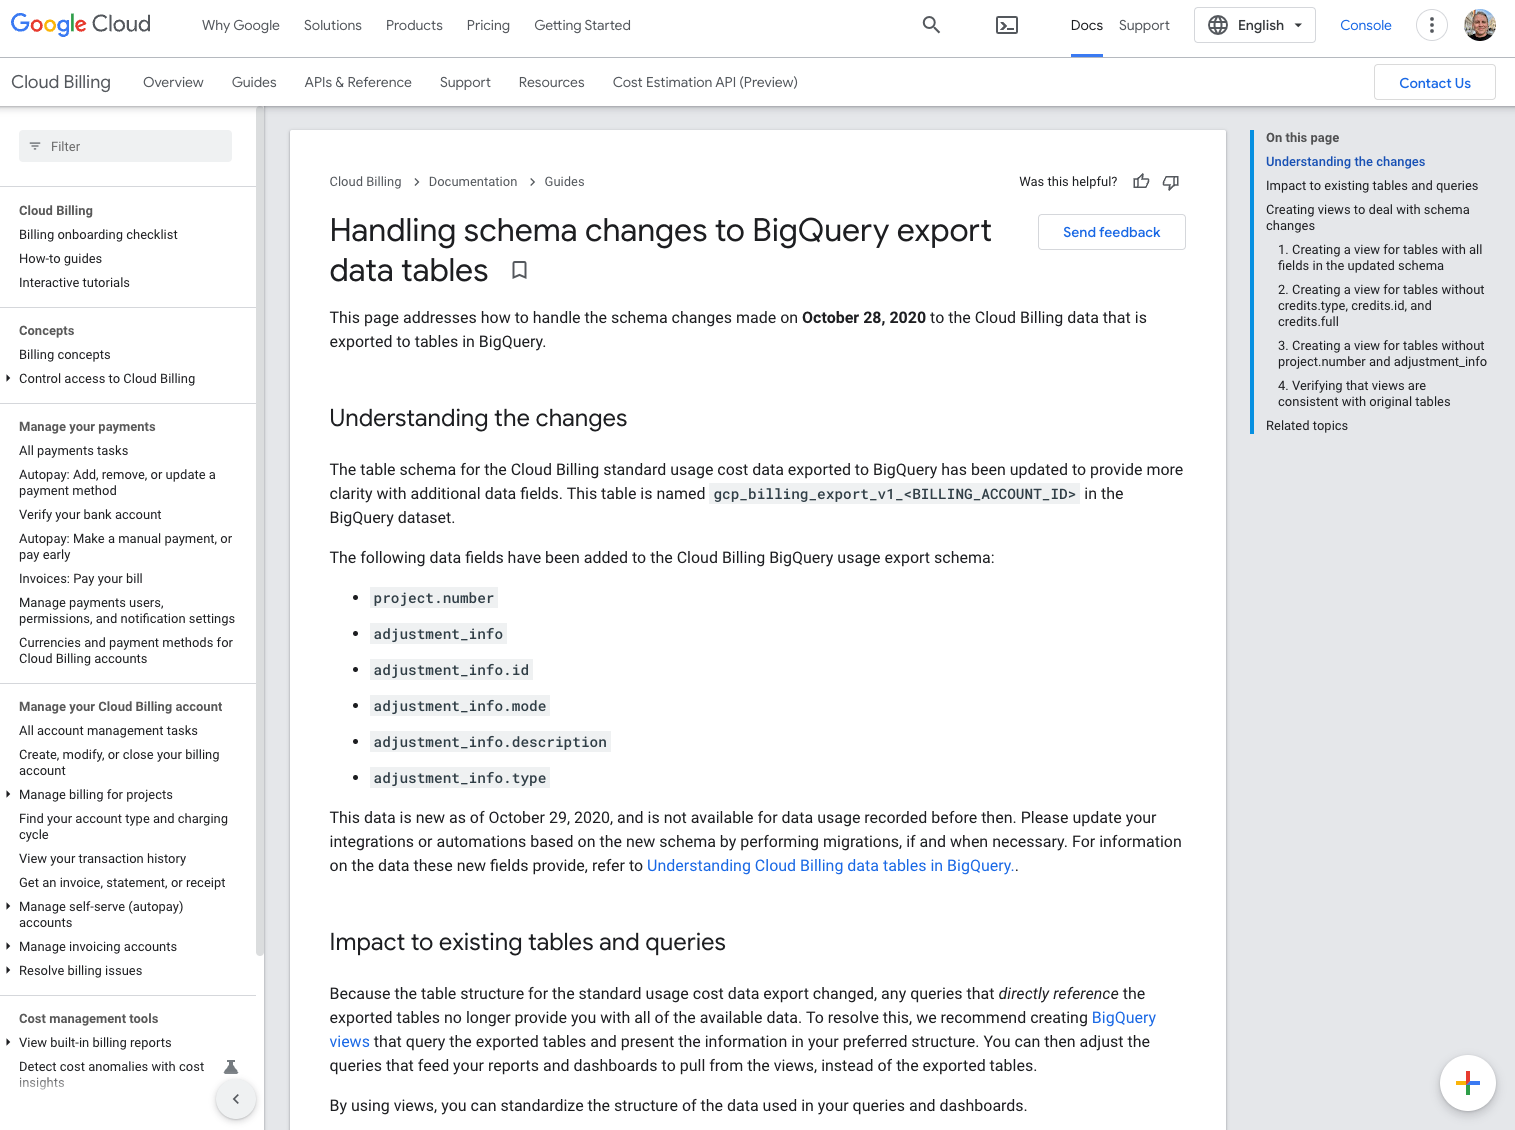 Google Cloud
Why Google
Solutions
Products
Pricing
Getting Started
Docs
Support
English
Console
Cloud Billing
Overview
Guides
APIs & Reference
Support
Resources
Cost Estimation API (Preview)
Contact Us
Filter
Cloud Billing
Billing onboarding checklist
How-to guides
Interactive tutorials
Concepts
Billing concepts
Control access to Cloud Billing
Manage your payments
All payments tasks
Autopay: Add, remove, or update a
payment method
Verify your bank account
Autopay: Make a manual payment, or
pay early
Invoices: Pay your bill
Manage payments users,
permissions, and notification settings
Currencies and payment methods for
Cloud Billing accounts
Manage your Cloud Billing account
All account management tasks
Create, modify, or close your billing
account
Manage billing for projects
Find your account type and charging
cycle
View your transaction history
Get an invoice, statement, or receipt
Manage self-serve (autopay)
accounts
Manage invoicing accounts
Resolve billing issues
Cost management tools
View built-in billing reports
Detect cost anomalies with cost
insights
Cloud Billing > Documentation > Guides
Was this helpful?
Handling schema changes to BigQuery export
data tables
Send feedback
This page addresses how to handle the schema changes made on October 28, 2020 to the Cloud Billing data that is
exported to tables in BigQuery.
Understanding the changes
The table schema for the Cloud Billing standard usage cost data exported to BigQuery has been updated to provide more
clarity with additional data fields. This table is named gcp_billing_export_v1_<BILLING_ACCOUNT_ID> in the
BigQuery dataset.
The following data fields have been added to the Cloud Billing BigQuery usage export schema:
• project.number
• adjustment_info
• adjustment_info.id
• adjustment_info.mode
• adjustment_info.description
• adjustment_info.type
This data is new as of October 29, 2020, and is not available for data usage recorded before then. Please update your
integrations or automations based on the new schema by performing migrations, if and when necessary. For information
on the data these new fields provide, refer to Understanding Cloud Billing data tables in BigQuery..
Impact to existing tables and queries
Because the table structure for the standard usage cost data export changed, any queries that directly reference the
exported tables no longer provide you with all of the available data. To resolve this, we recommend creating BigQuery
views that query the exported tables and present the information in your preferred structure. You can then adjust the
queries that feed your reports and dashboards to pull from the views, instead of the exported tables.
By using views, you can standardize the structure of the data used in your queries and dashboards.
On this page
Understanding the changes
Impact to existing tables and queries
Creating views to deal with schema
changes
1. Creating a view for tables with all
fields in the updated schema
2. Creating a view for tables without
credits.type, credits.id, and
credits.full
3. Creating a view for tables without
project.number and adjustment_info
4. Verifying that views are
consistent with original tables
Related topics